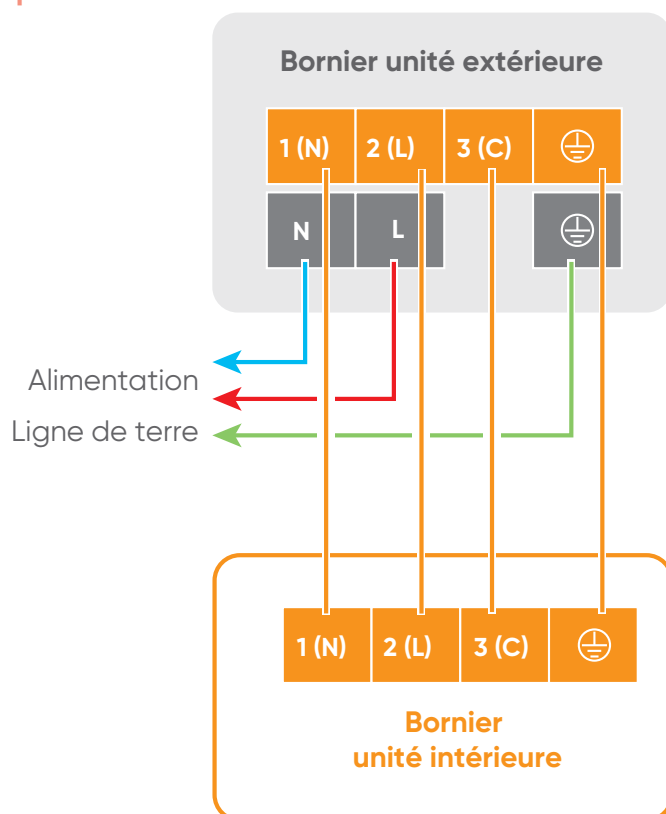 Bornier unité extérieure
1 (N) 2 (L) 3 (C)
N L
Alimentation
Ligne de terre
1 (N) 2 (L) 3 (C)
Bornier
unité intérieure